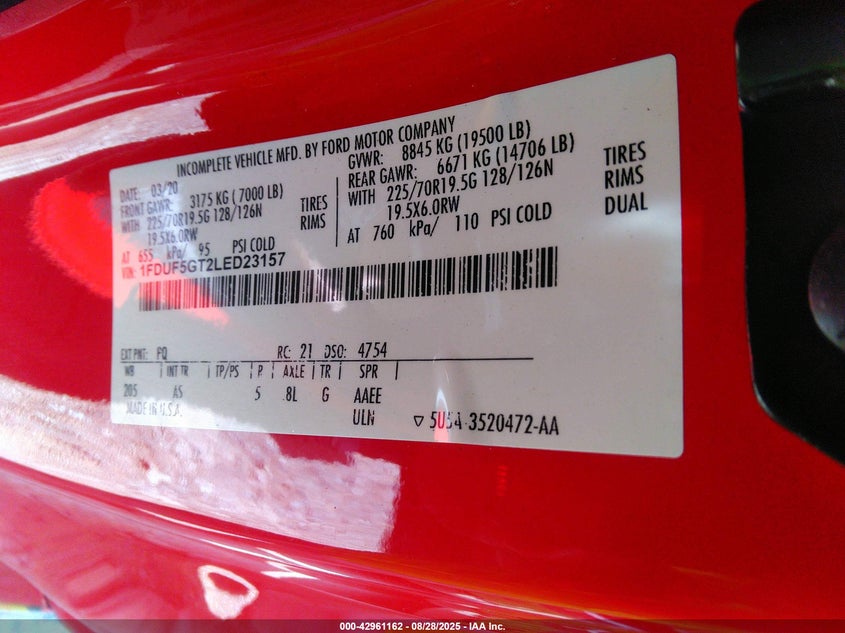 INCOMPLETE VEHICLE MFD. BY FORD MOTOR COMPANY
DATE: 03/20 GVWR: 8845 KG (19500 LB)
FRONT GAWR: 3175 KG (7000 LB) REAR GAWR: 6671 KG (14706 LB)
WITH 225/70R19.5G 128/126N TIRES WITH 225/70R19.5G 128/126N TIRES
19.5X6.0RW RIMS 19.5X6.0RW RIMS
AT 655 kPa/ 95 PSI COLD AT 760 kPa/ 110 PSI COLD DUAL
VIN: 1FDUF5GT2LED23157
EXT PNT: PQ RC: 21 DSO: 4754
WB INT TR TP/PS R AXLE TR SPR
205 AS 5 8L G AAEE
MADE IN U.S.A. ULN ▽ 5U5A-3520472-AA
000-42961162 - 08/28/2025 - IAA Inc.